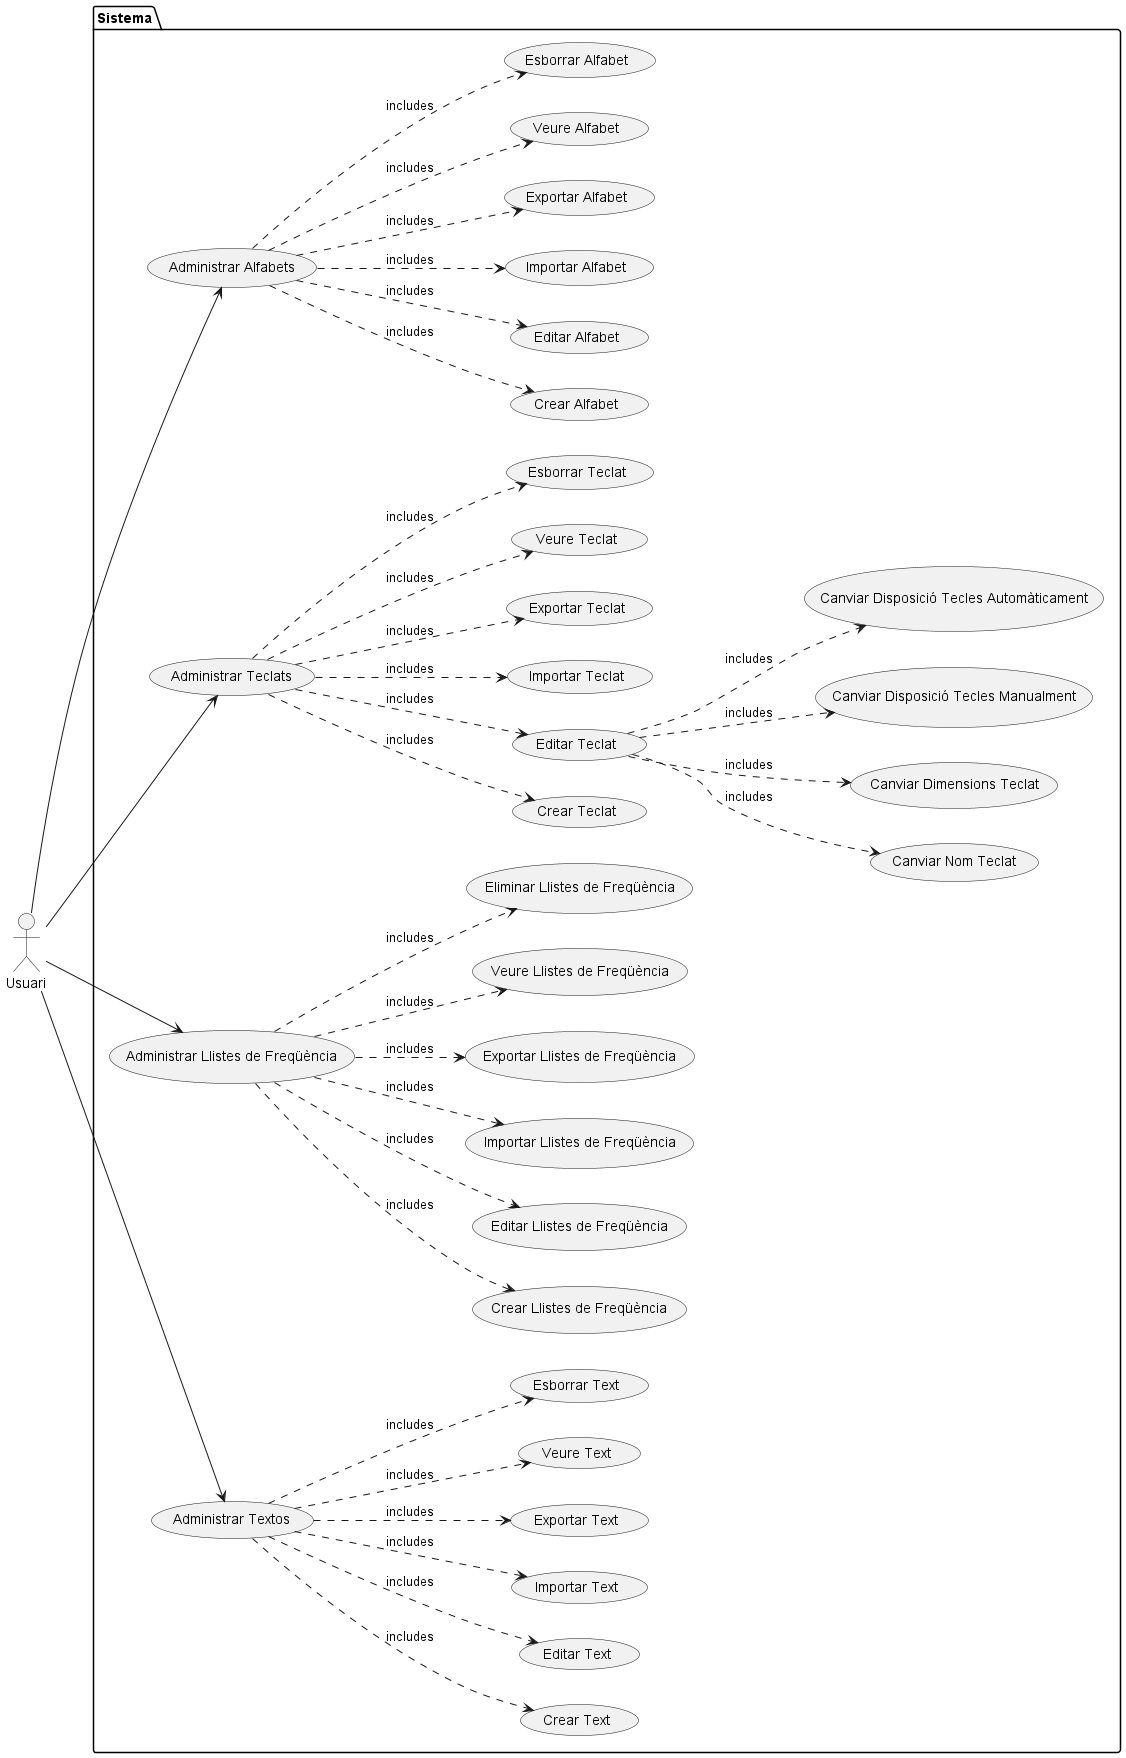 Sistema
Esborrar Alfabet
includes
Veure Alfabet
includes
Exportar Alfabet
includes
Administrar Alfabets
includes
Importar Alfabet
includes
Editar Alfabet
includes
Crear Alfabet
Esborrar Teclat
includes
Veure Teclat
includes
Exportar Teclat
includes
Canviar Disposició Tecles Automàticament
includes
Administrar Teclats
includes
Importar Teclat
includes
Canviar Disposició Tecles Manualment
includes
Editar Teclat
includes
includes
Canviar Dimensions Teclat
includes
Crear Teclat
Canviar Nom Teclat
Eliminar Llistes de Freqüència
includes
Usuari
Veure Llistes de Freqüència
includes
Administrar Llistes de Freqüència
includes
Exportar Llistes de Freqüència
includes
Importar Llistes de Freqüència
includes
Editar Llistes de Freqüència
includes
Crear Llistes de Freqüència
Esborrar Text
includes
Veure Text
includes
Administrar Textos
includes
Exportar Text
includes
Importar Text
includes
Editar Text
includes
Crear Text